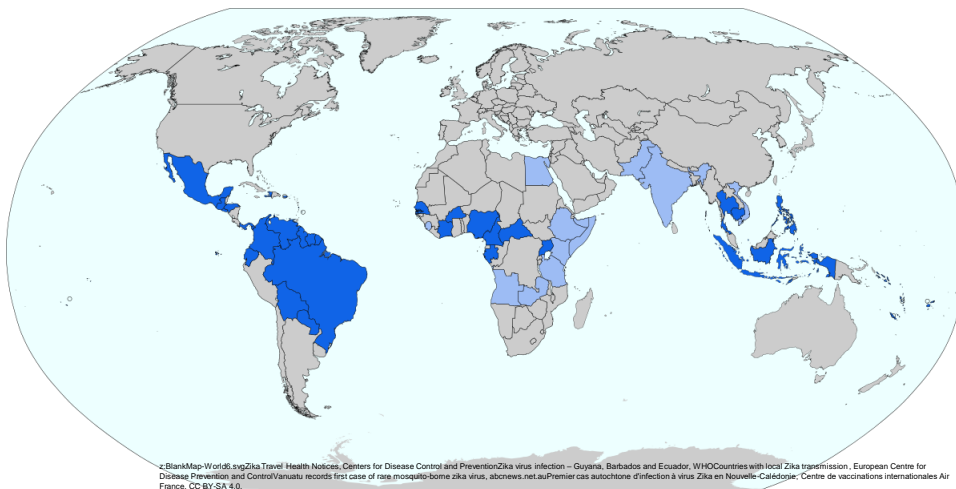 z;BlankMap-World6.svgZika Travel Health Notices, Centers for Disease Control and PreventionZika virus infection – Guyana, Barbados and Ecuador, WHOCountries with local Zika transmission, European Centre for
Disease Prevention and ControlVanuatu records first case of rare mosquito-borne zika virus, abcnews.net.auPremier cas autochtone d'infection à virus Zika en Nouvelle-Calédonie, Centre de vaccinations internationales Air
France, CC BY-SA 4.0,